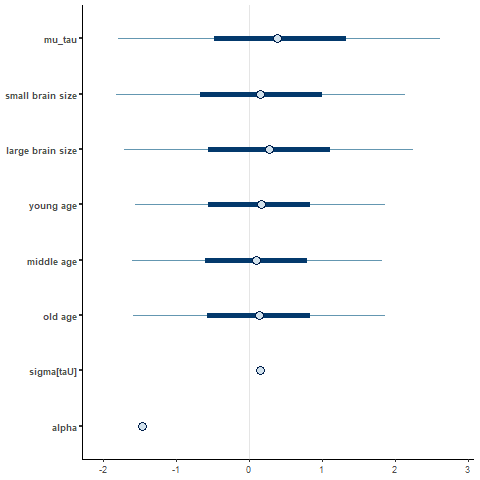 mu_tau
small brain size
large brain size
young age
middle age
old age
sigma[taU]
alpha
-2 -1 0 1 2 3